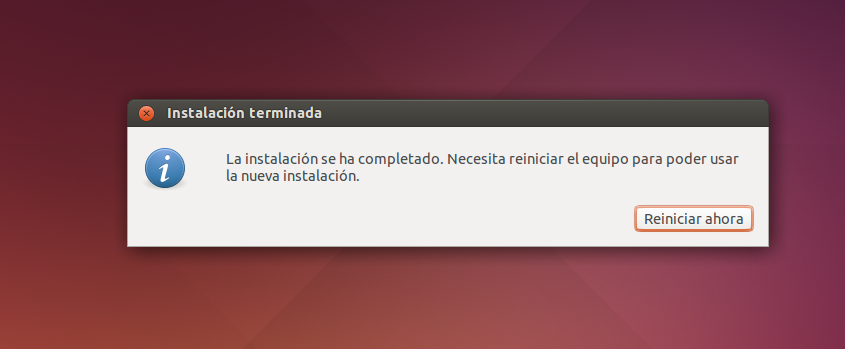 Instalación terminada
La instalación se ha completado. Necesita reiniciar el equipo para poder usar
la nueva instalación.
Reiniciar ahora